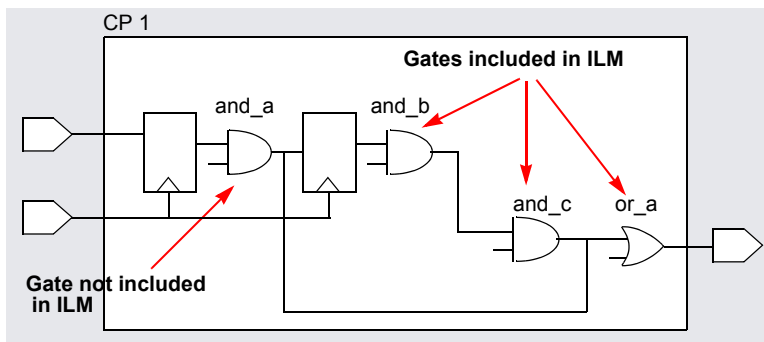 CP 1
Gates included in ILM
and_a
and_b
and_c
or_a
Gate not included
in ILM